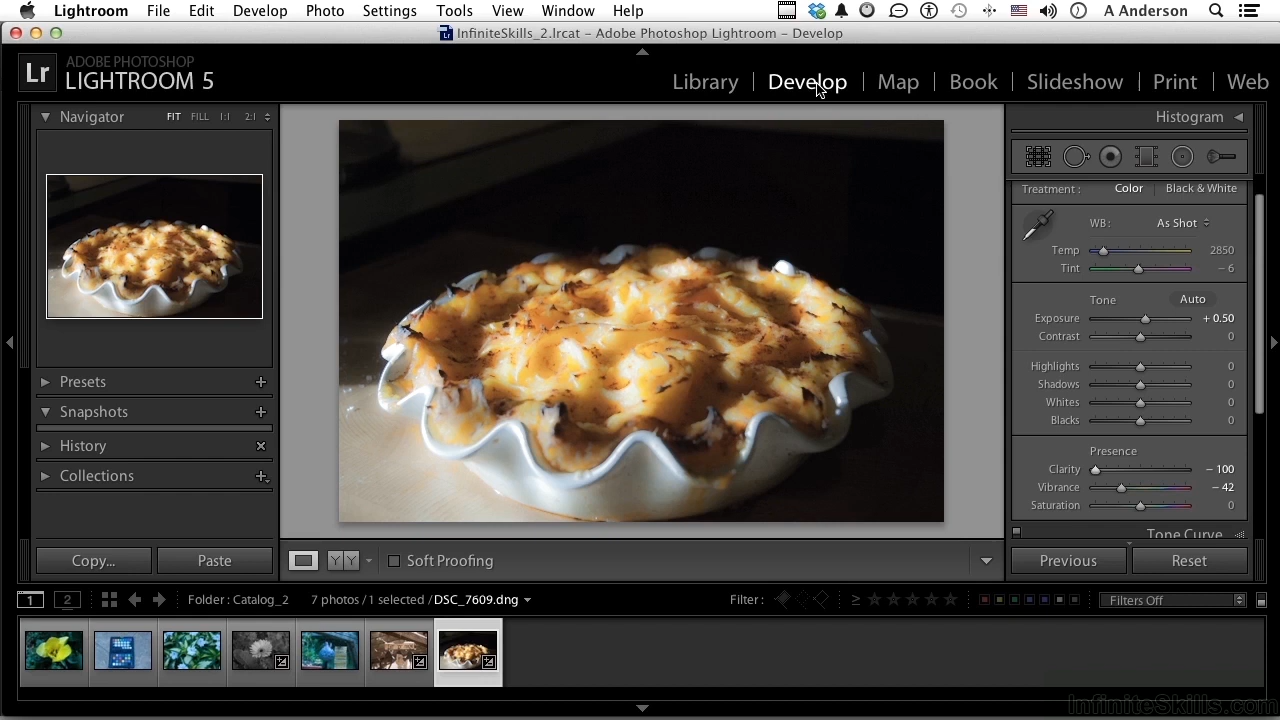 Lightroom File Edit Develop Photo Settings Tools View Window Help A Anderson
InfiniteSkills_2.lrcat – Adobe Photoshop Lightroom – Develop
Lr ADOBE PHOTOSHOP
LIGHTROOM 5
Library | Develop | Map | Book | Slideshow | Print | Web
Navigator FIT FILL 1:1 2:1
Histogram
Treatment : Color | Black & White
WB: As Shot
Temp 2850
Tint – 6
Tone Auto
Exposure + 0.50
Contrast 0
Highlights 0
Shadows 0
Whites 0
Blacks 0
Presence
Clarity – 100
Vibrance – 42
Saturation 0
Tone Curve
Presets +
Snapshots +
History ×
Collections +
Copy... Paste
YY Soft Proofing
Previous Reset
1 2 Folder : Catalog_2 7 photos / 1 selected / DSC_7609.dng Filter : ≥ Filters Off
InfiniteSkills.com